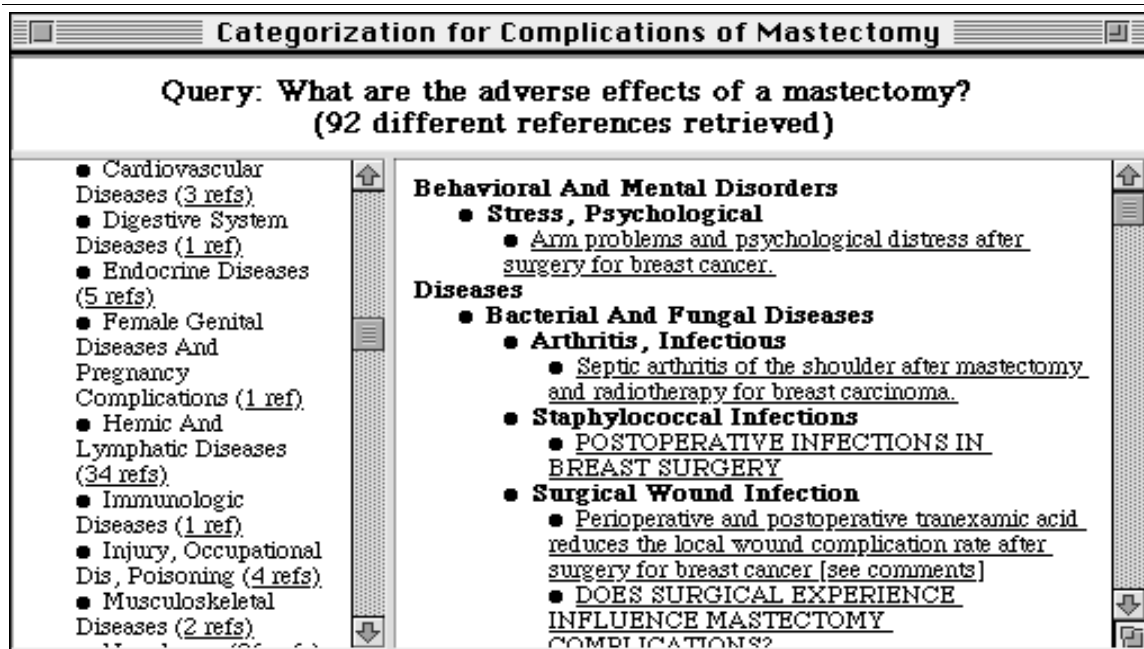 Categorization for Complications of Mastectomy
Query: What are the adverse effects of a mastectomy?
(92 different references retrieved)
● Cardiovascular
Diseases (3 refs)
● Digestive System
Diseases (1 ref)
● Endocrine Diseases
(5 refs)
● Female Genital
Diseases And
Pregnancy
Complications (1 ref)
● Hemic And
Lymphatic Diseases
(34 refs)
● Immunologic
Diseases (1 ref)
● Injury, Occupational
Dis, Poisoning (4 refs)
● Musculoskeletal
Diseases (2 refs)
Behavioral And Mental Disorders
● Stress, Psychological
● Arm problems and psychological distress after
surgery for breast cancer.
Diseases
● Bacterial And Fungal Diseases
● Arthritis, Infectious
● Septic arthritis of the shoulder after mastectomy
and radiotherapy for breast carcinoma.
● Staphylococcal Infections
● POSTOPERATIVE INFECTIONS IN
BREAST SURGERY
● Surgical Wound Infection
● Perioperative and postoperative tranexamic acid
reduces the local wound complication rate after
surgery for breast cancer [see comments]
● DOES SURGICAL EXPERIENCE
INFLUENCE MASTECTOMY
COMPLICATIONS?